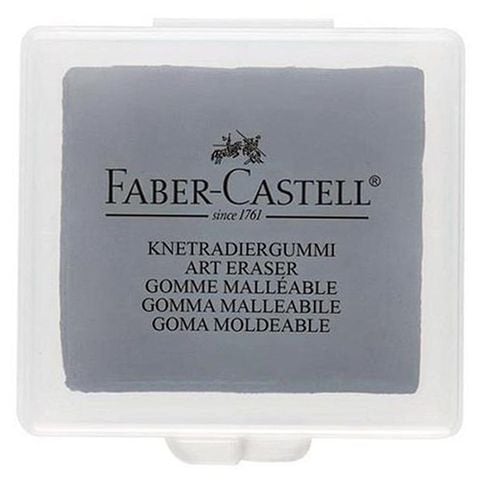 FABER-CASTELL®
since 1761
KNETRADIERGUMMI
ART ERASER
GOMME MALLÉABLE
GOMMA MALLEABILE
GOMA MOLDEABLE